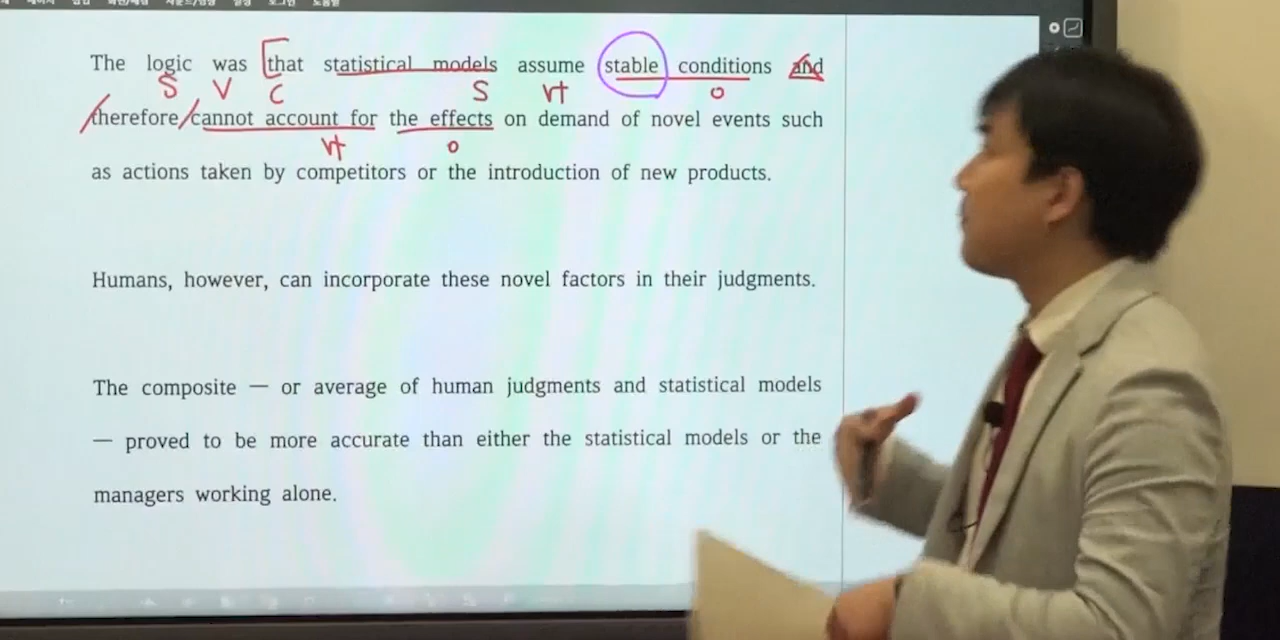 The logic was [that statistical models assume stable conditions and
S V C S vt o
therefore cannot account for the effects on demand of novel events such
vt o
as actions taken by competitors or the introduction of new products.
Humans, however, can incorporate these novel factors in their judgments.
The composite — or average of human judgments and statistical models
— proved to be more accurate than either the statistical models or the
managers working alone.